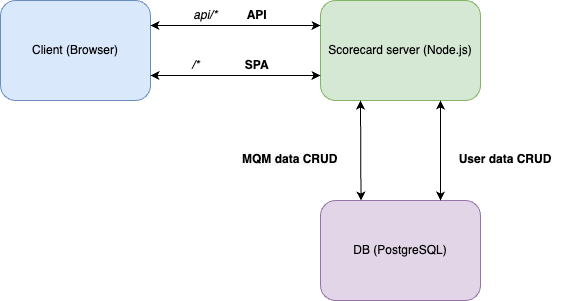 api/* API
Client (Browser)
Scorecard server (Node.js)
/* SPA
MQM data CRUD
User data CRUD
DB (PostgreSQL)